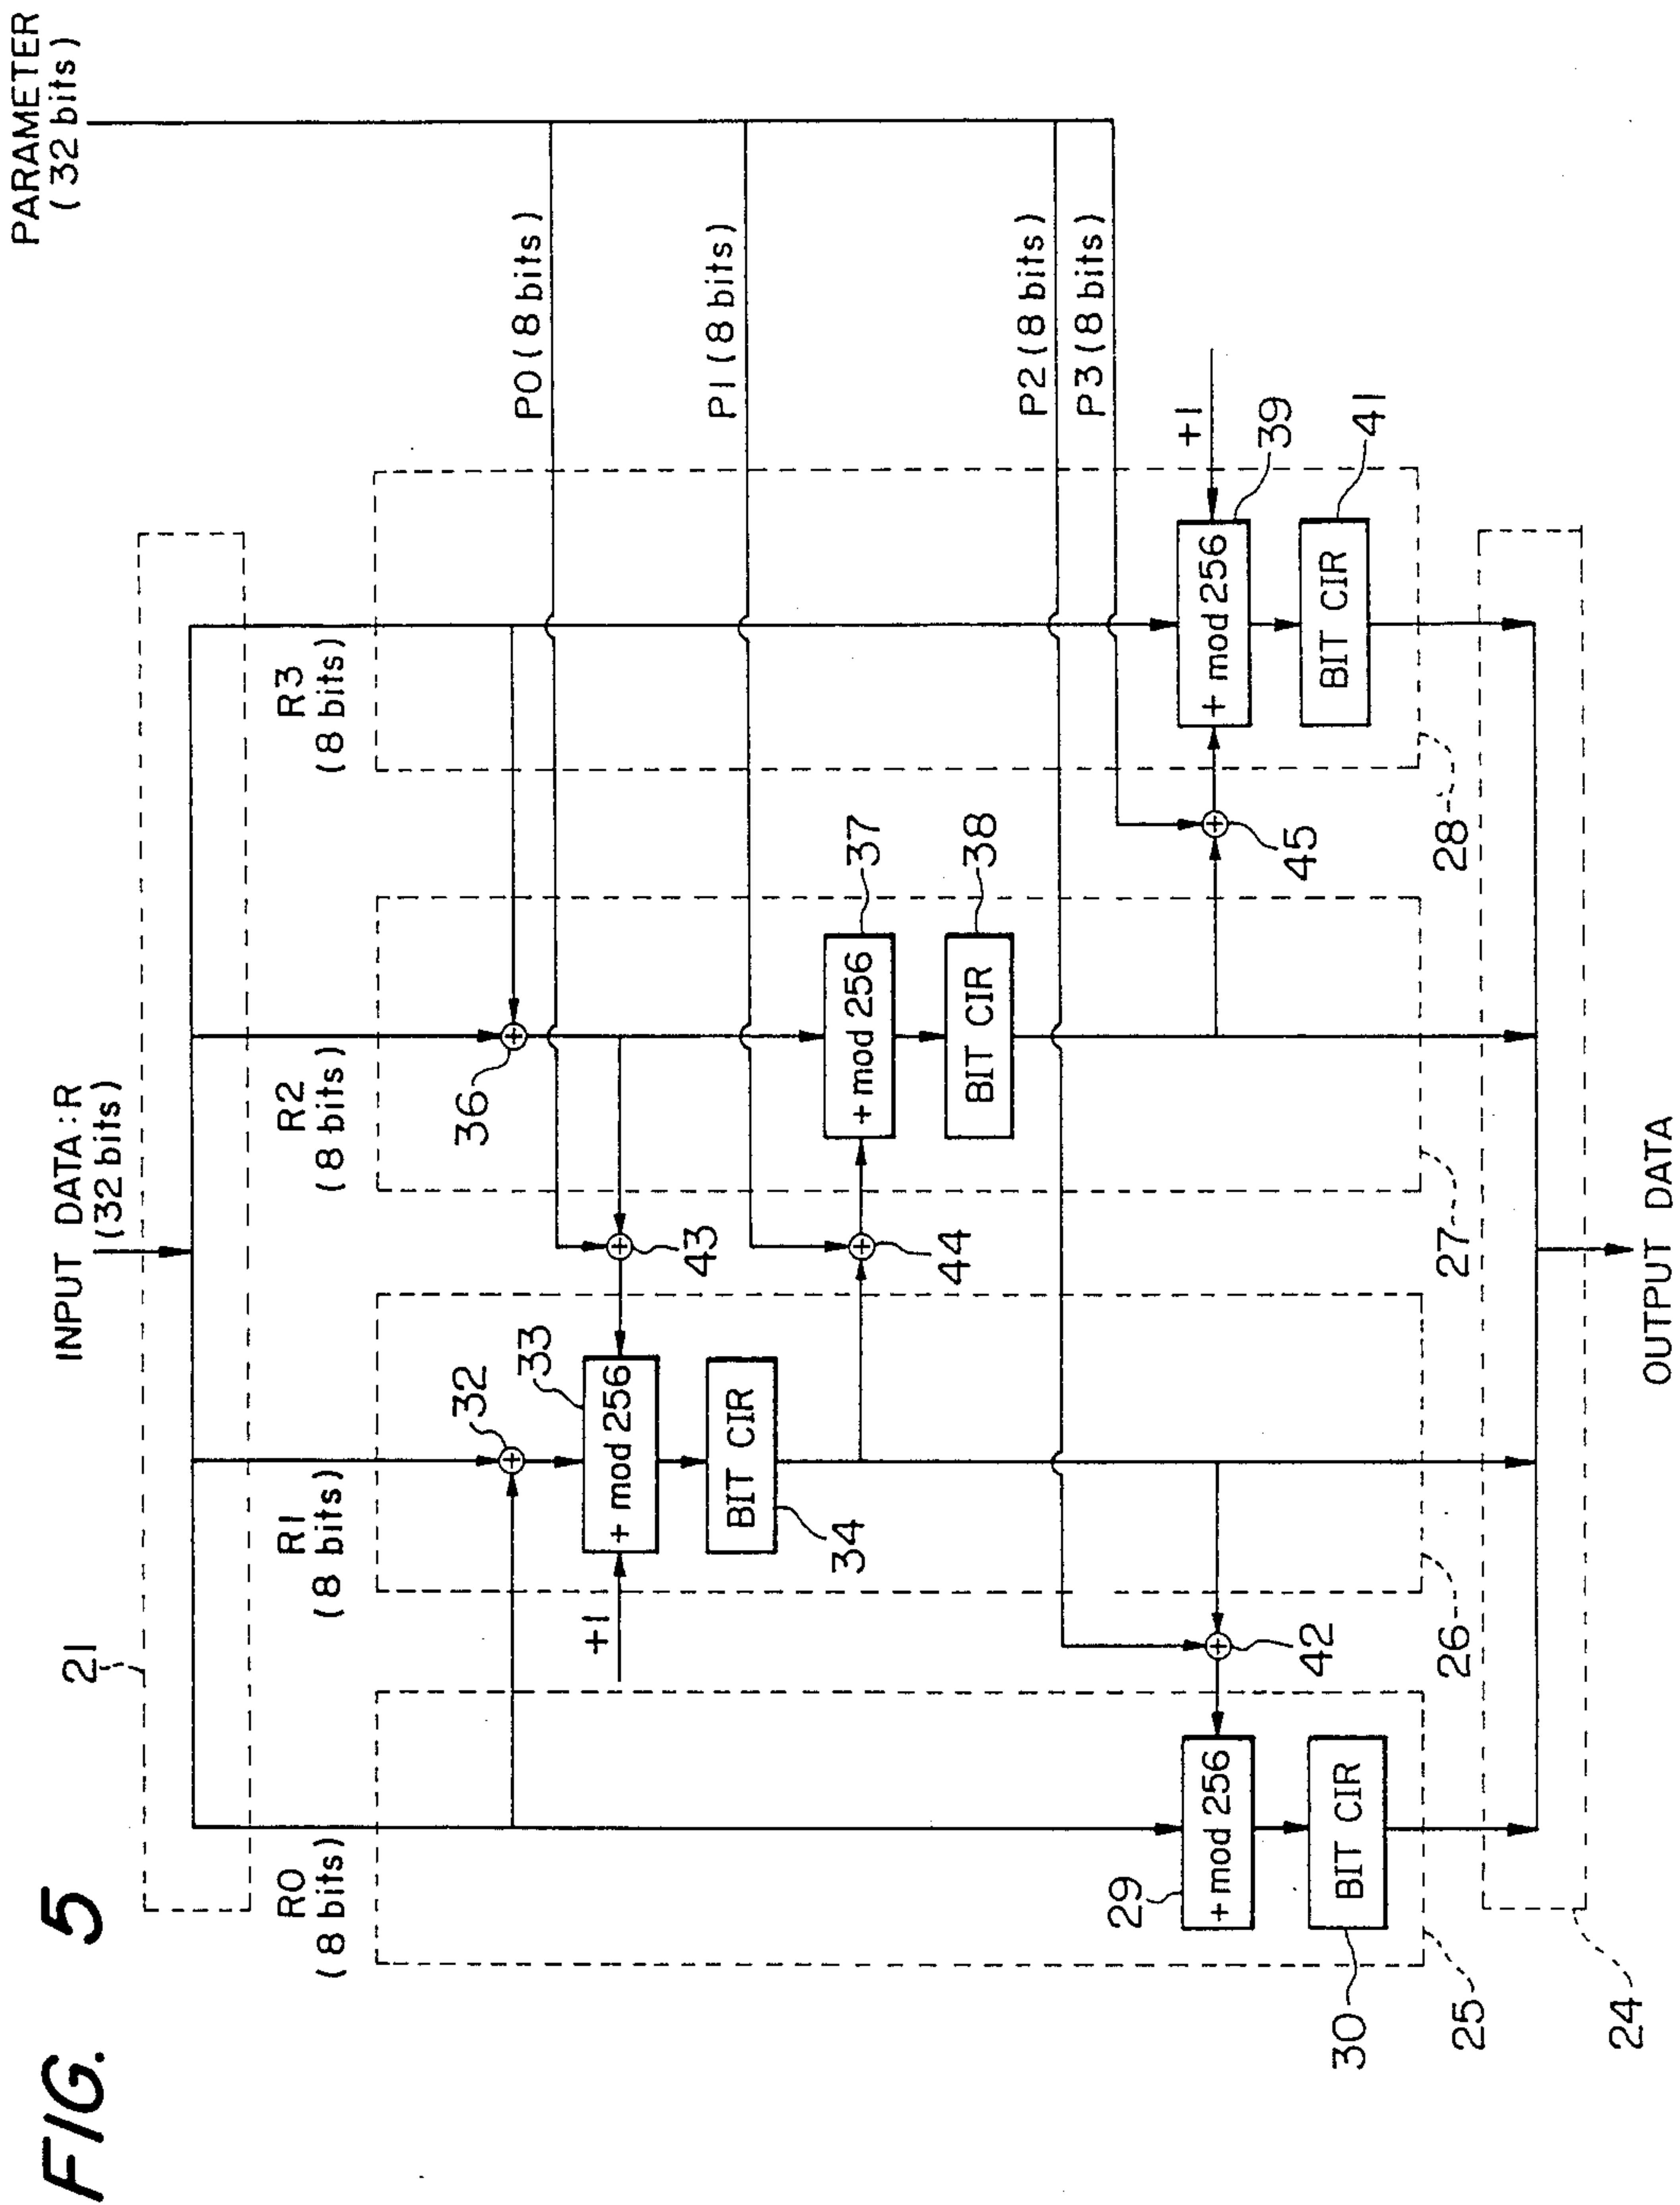 FIG. 5
INPUT DATA:R
(32 bits)
PARAMETER
(32 bits)
21
R0
(8 bits)
R1
(8 bits)
R2
(8 bits)
R3
(8 bits)
P0 (8 bits)
P1 (8 bits)
P2 (8 bits)
P3 (8 bits)
32
36
33
+1
+ mod 256
43
BIT CIR
34
37
+ mod 256
44
BIT CIR
38
29
+ mod 256
42
45
+ mod 256
+1
39
30
BIT CIR
BIT CIR
41
25
26
27
28
24
OUTPUT DATA